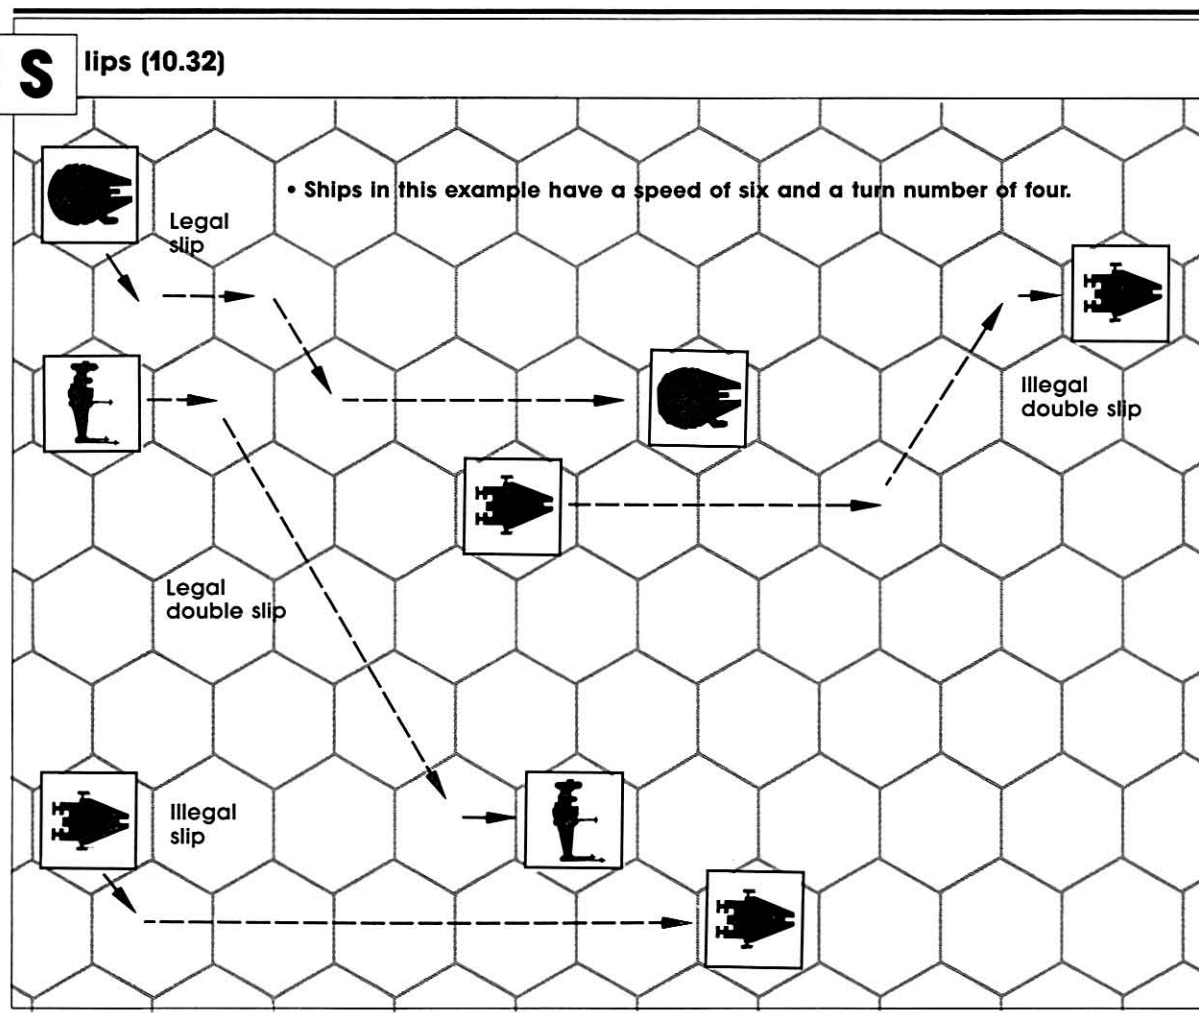 Slips (10.32)
• Ships in this example have a speed of six and a turn number of four.
Legal
slip
Illegal
double slip
Legal
double slip
Illegal
slip